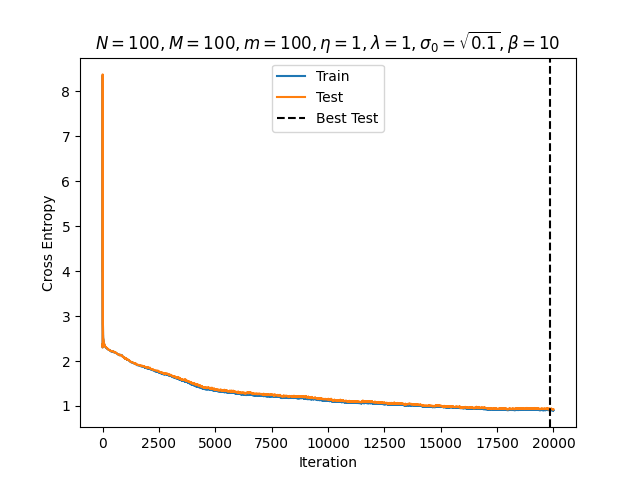 N = 100, M = 100, m = 100, η = 1, λ = 1, σ₀ = √0.1, β = 10
Train
Test
Best Test
Cross Entropy
8
7
6
5
4
3
2
1
0 2500 5000 7500 10000 12500 15000 17500 20000
Iteration